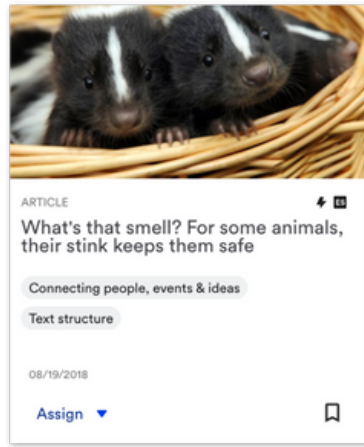 ARTICLE
ES
What's that smell? For some animals,
their stink keeps them safe
Connecting people, events & ideas
Text structure
08/19/2018
Assign